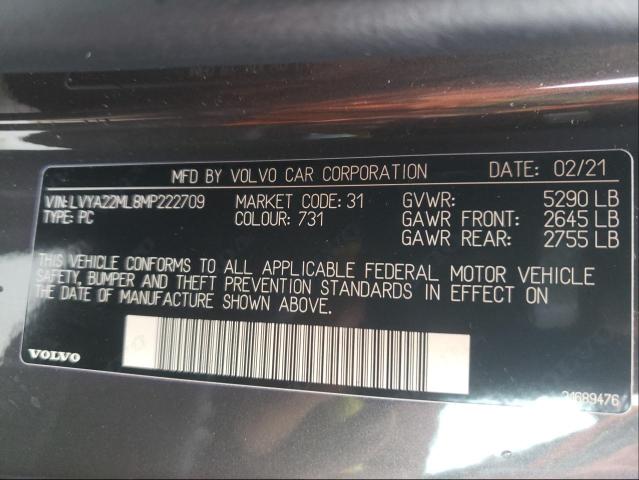 MFD BY VOLVO CAR CORPORATION DATE: 02/21
VIN:LVYA22ML8MP222709 MARKET CODE: 31 GVWR: 5290 LB
TYPE: PC COLOUR: 731 GAWR FRONT: 2645 LB
GAWR REAR: 2755 LB
THIS VEHICLE CONFORMS TO ALL APPLICABLE FEDERAL MOTOR VEHICLE
SAFETY, BUMPER AND THEFT PREVENTION STANDARDS IN EFFECT ON
THE DATE OF MANUFACTURE SHOWN ABOVE.
VOLVO
31689476